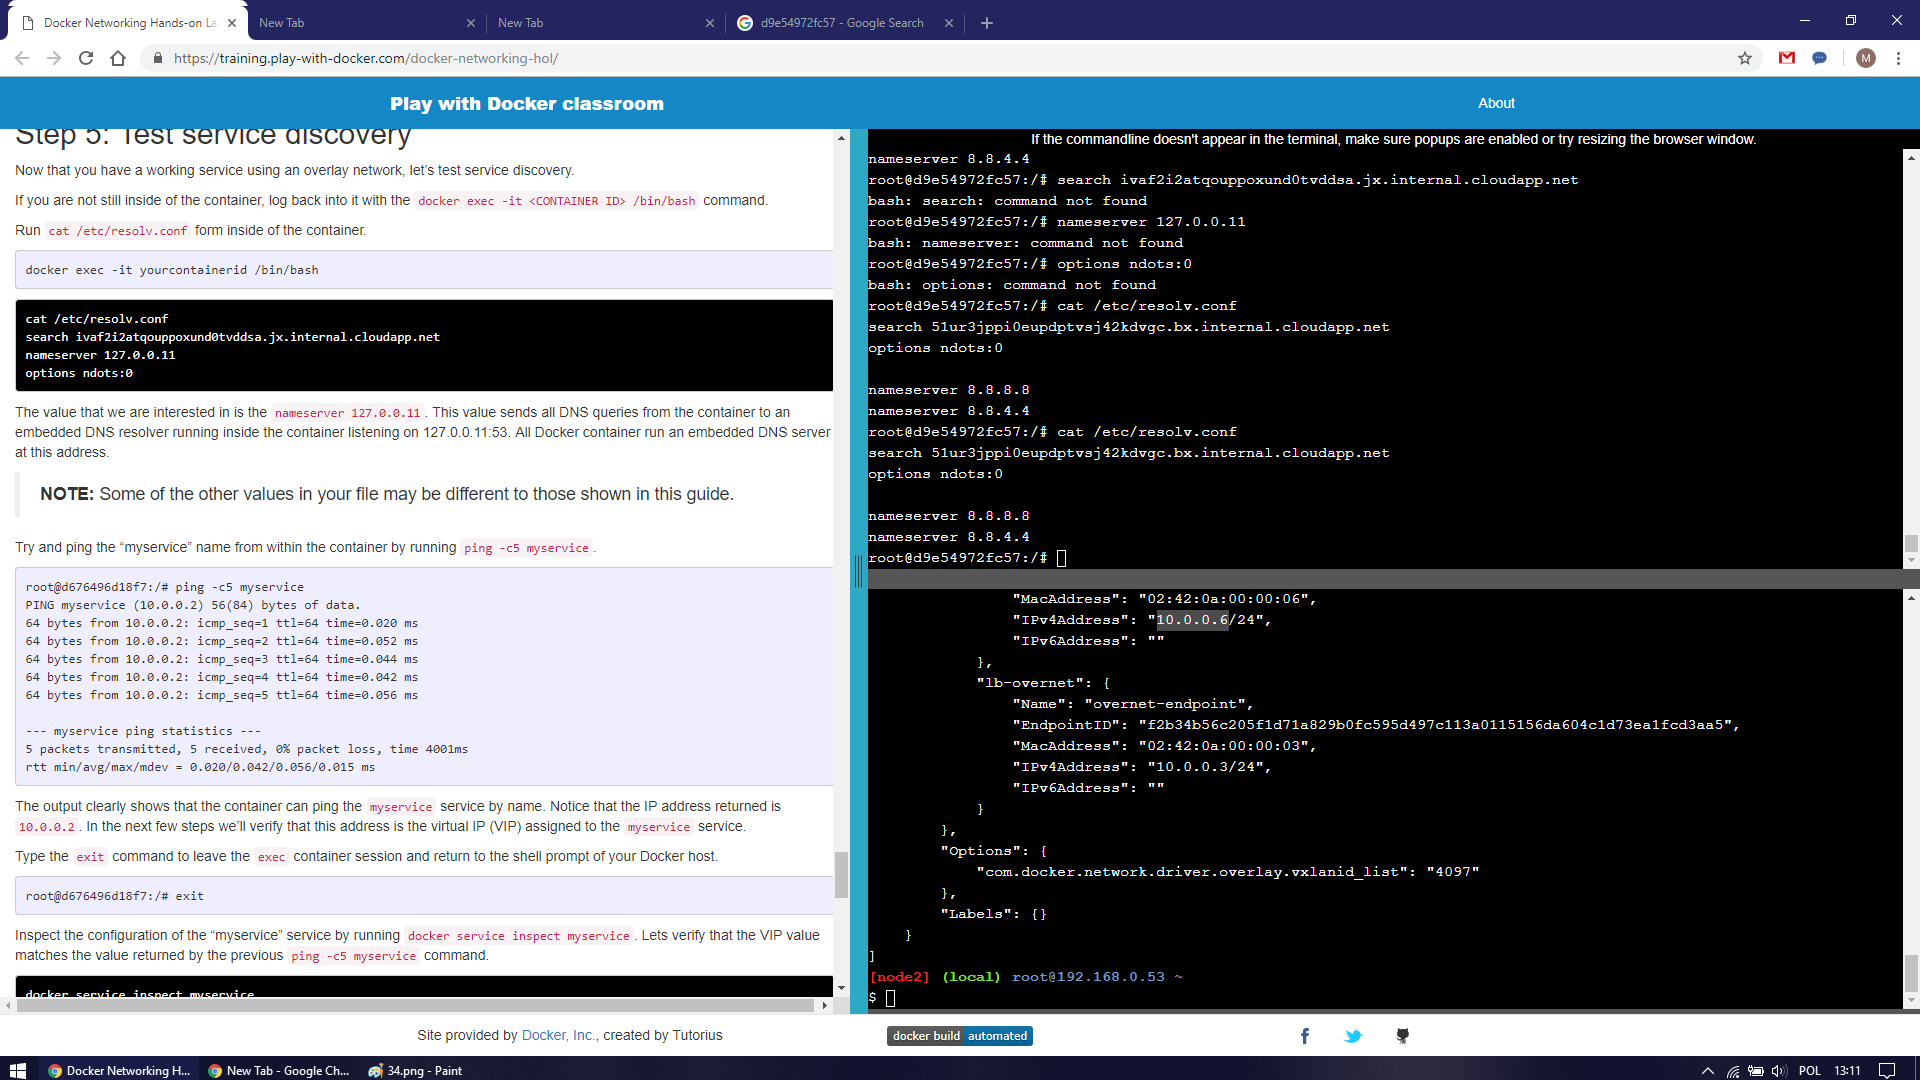 Docker Networking Hands-on La
New Tab
New Tab
d9e54972fc57 - Google Search
https://training.play-with-docker.com/docker-networking-hol/
M
Play with Docker classroom
About
Step 5: Test service discovery
Now that you have a working service using an overlay network, let's test service discovery.
If you are not still inside of the container, log back into it with the docker exec -it <CONTAINER ID> /bin/bash command.
Run cat /etc/resolv.conf form inside of the container.
docker exec -it yourcontainerid /bin/bash
cat /etc/resolv.conf
search ivaf2i2atqouppoxund0tvddsa.jx.internal.cloudapp.net
nameserver 127.0.0.11
options ndots:0
The value that we are interested in is the nameserver 127.0.0.11. This value sends all DNS queries from the container to an
embedded DNS resolver running inside the container listening on 127.0.0.11:53. All Docker container run an embedded DNS server
at this address.
NOTE: Some of the other values in your file may be different to those shown in this guide.
Try and ping the “myservice” name from within the container by running ping -c5 myservice.
root@d676496d18f7:/# ping -c5 myservice
PING myservice (10.0.0.2) 56(84) bytes of data.
64 bytes from 10.0.0.2: icmp_seq=1 ttl=64 time=0.020 ms
64 bytes from 10.0.0.2: icmp_seq=2 ttl=64 time=0.052 ms
64 bytes from 10.0.0.2: icmp_seq=3 ttl=64 time=0.044 ms
64 bytes from 10.0.0.2: icmp_seq=4 ttl=64 time=0.042 ms
64 bytes from 10.0.0.2: icmp_seq=5 ttl=64 time=0.056 ms
--- myservice ping statistics ---
5 packets transmitted, 5 received, 0% packet loss, time 4001ms
rtt min/avg/max/mdev = 0.020/0.042/0.056/0.015 ms
The output clearly shows that the container can ping the myservice service by name. Notice that the IP address returned is
10.0.0.2. In the next few steps we'll verify that this address is the virtual IP (VIP) assigned to the myservice service.
Type the exit command to leave the exec container session and return to the shell prompt of your Docker host.
root@d676496d18f7:/# exit
Inspect the configuration of the “myservice” service by running docker service inspect myservice. Lets verify that the VIP value
matches the value returned by the previous ping -c5 myservice command.
docker service inspect myservice
If the commandline doesn't appear in the terminal, make sure popups are enabled or try resizing the browser window.
nameserver 8.8.4.4
root@d9e54972fc57:/# search ivaf2i2atqouppoxund0tvddsa.jx.internal.cloudapp.net
bash: search: command not found
root@d9e54972fc57:/# nameserver 127.0.0.11
bash: nameserver: command not found
root@d9e54972fc57:/# options ndots:0
bash: options: command not found
root@d9e54972fc57:/# cat /etc/resolv.conf
search 51ur3jppi0eupdptvsj42kdvgc.bx.internal.cloudapp.net
options ndots:0
nameserver 8.8.8.8
nameserver 8.8.4.4
root@d9e54972fc57:/# cat /etc/resolv.conf
search 51ur3jppi0eupdptvsj42kdvgc.bx.internal.cloudapp.net
options ndots:0
nameserver 8.8.8.8
nameserver 8.8.4.4
root@d9e54972fc57:/#
"MacAddress": "02:42:0a:00:00:06",
"IPv4Address": "10.0.0.6/24",
"IPv6Address": ""
},
"lb-overnet": {
"Name": "overnet-endpoint",
"EndpointID": "f2b34b56c205f1d71a829b0fc595d497c113a0115156da604c1d73ea1fcd3aa5",
"MacAddress": "02:42:0a:00:00:03",
"IPv4Address": "10.0.0.3/24",
"IPv6Address": ""
}
},
"Options": {
"com.docker.network.driver.overlay.vxlanid_list": "4097"
},
"Labels": {}
}
]
[node2] (local) root@192.168.0.53 ~
$
Site provided by Docker, Inc., created by Tutorius
docker build automated
Docker Networking H...
New Tab - Google Ch...
34.png - Paint
POL
13:11